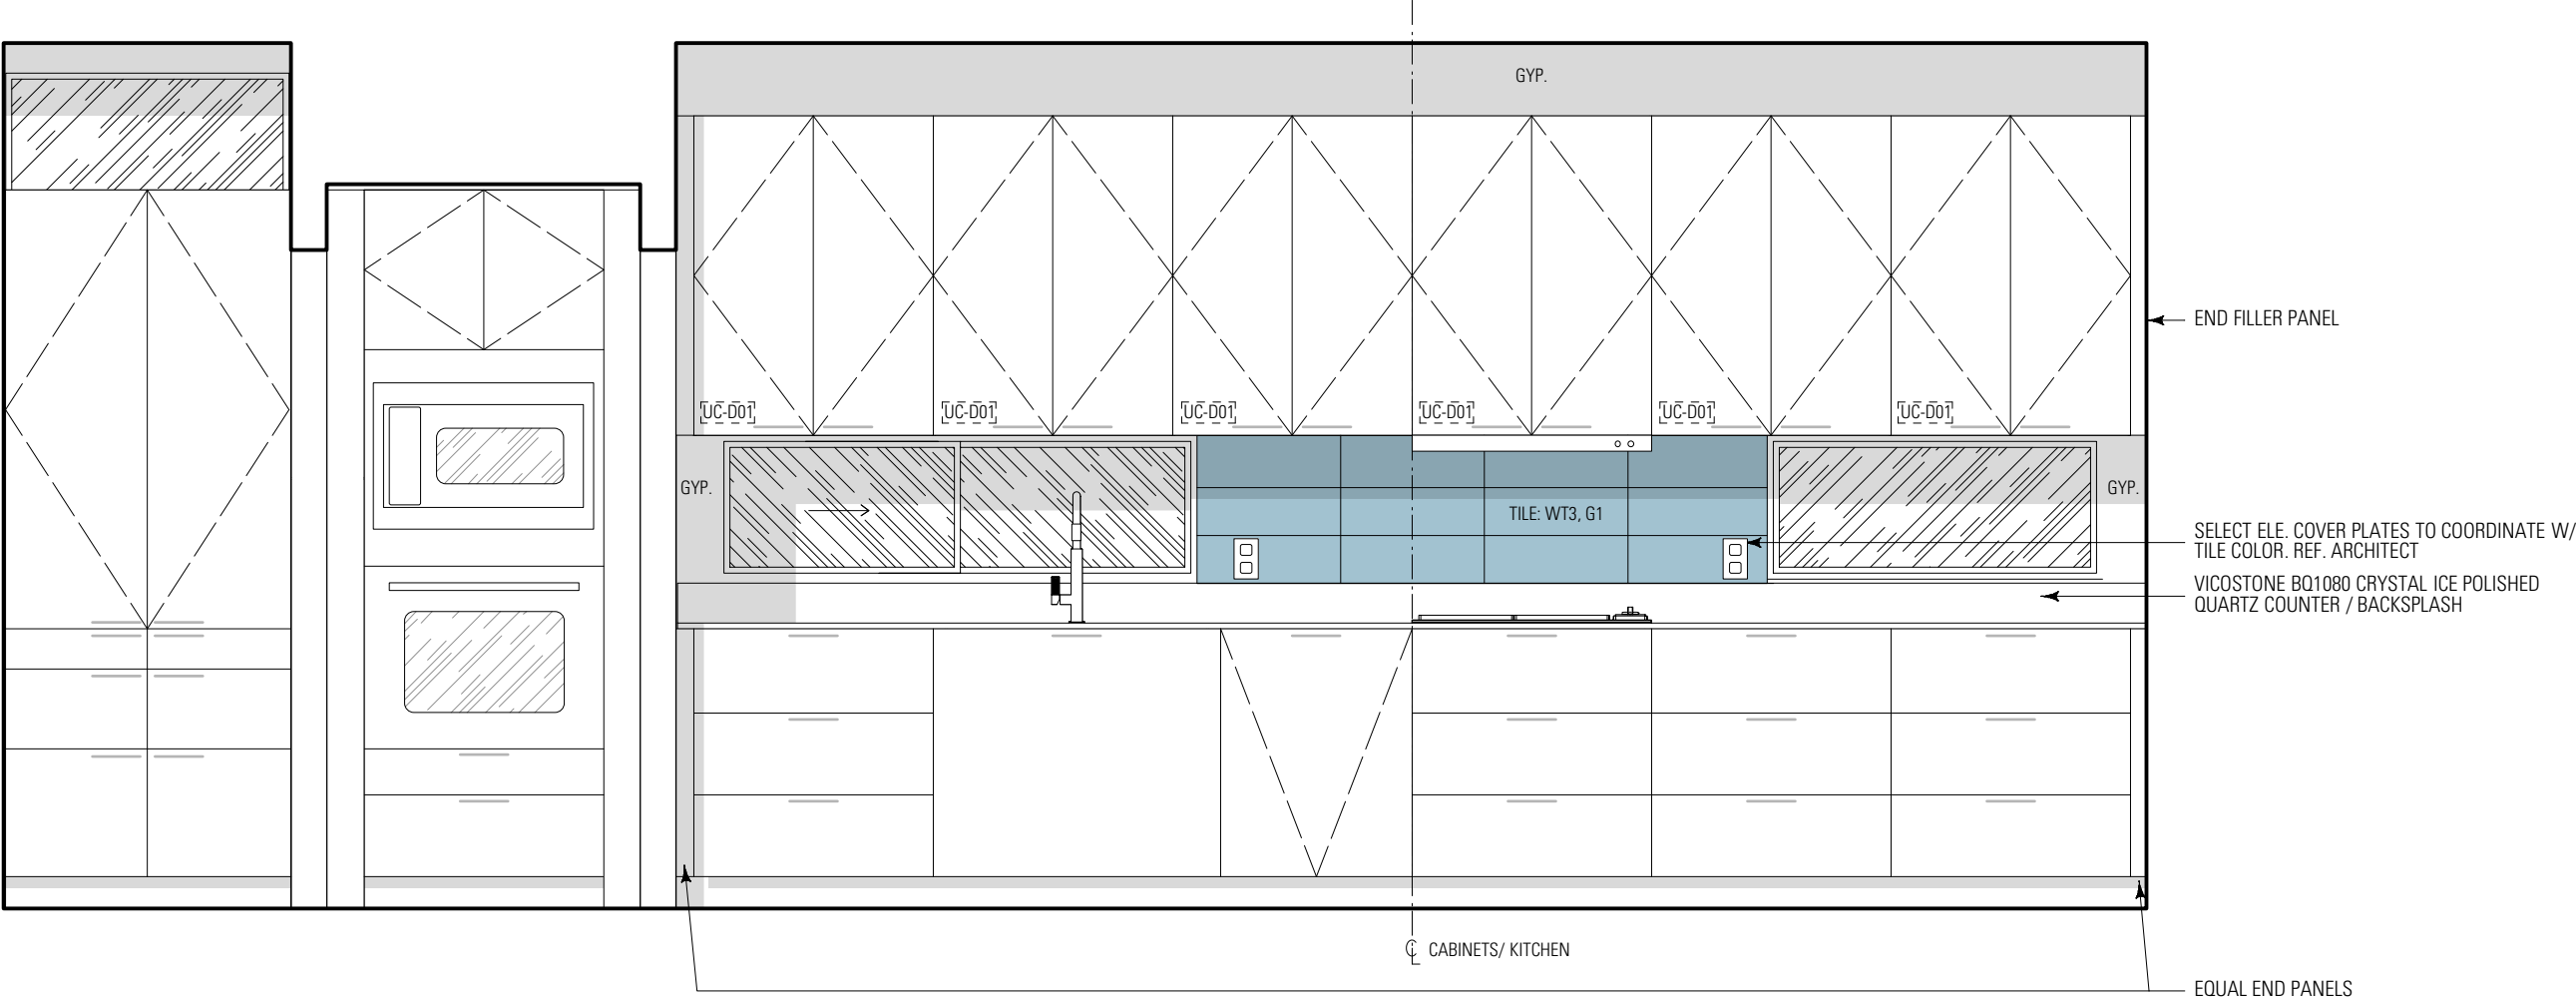 GYP.
END FILLER PANEL
UC-D01
UC-D01
UC-D01
UC-D01
UC-D01
UC-D01
GYP.
GYP.
TILE: WT3, G1
SELECT ELE. COVER PLATES TO COORDINATE W/
TILE COLOR. REF. ARCHITECT
VICOSTONE BQ1080 CRYSTAL ICE POLISHED
QUARTZ COUNTER / BACKSPLASH
℄ CABINETS/ KITCHEN
EQUAL END PANELS